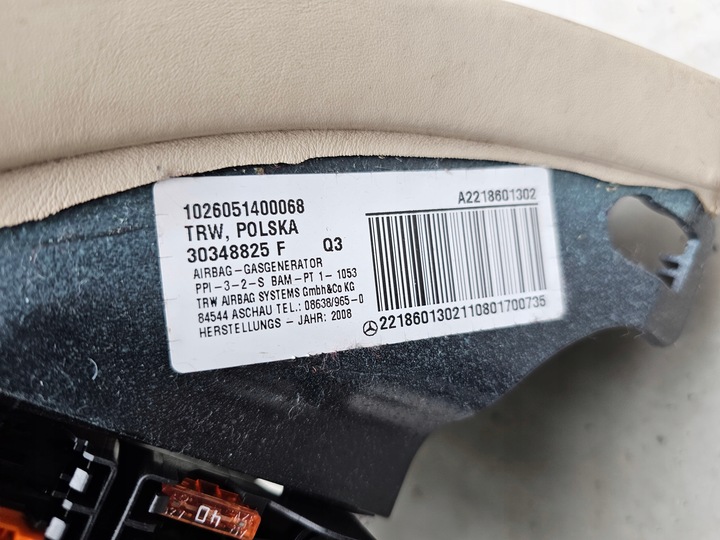 1026051400068
TRW, POLSKA
30348825 F Q3
AIRBAG-GASGENERATOR
PPI-3-2-S BAM-PT 1- 1053
TRW AIRBAG SYSTEMS GmbH&Co KG
84544 ASCHAU TEL.: 08638/965-0
HERSTELLUNGS - JAHR: 2008
A2218601302
2218601302110801700735
40